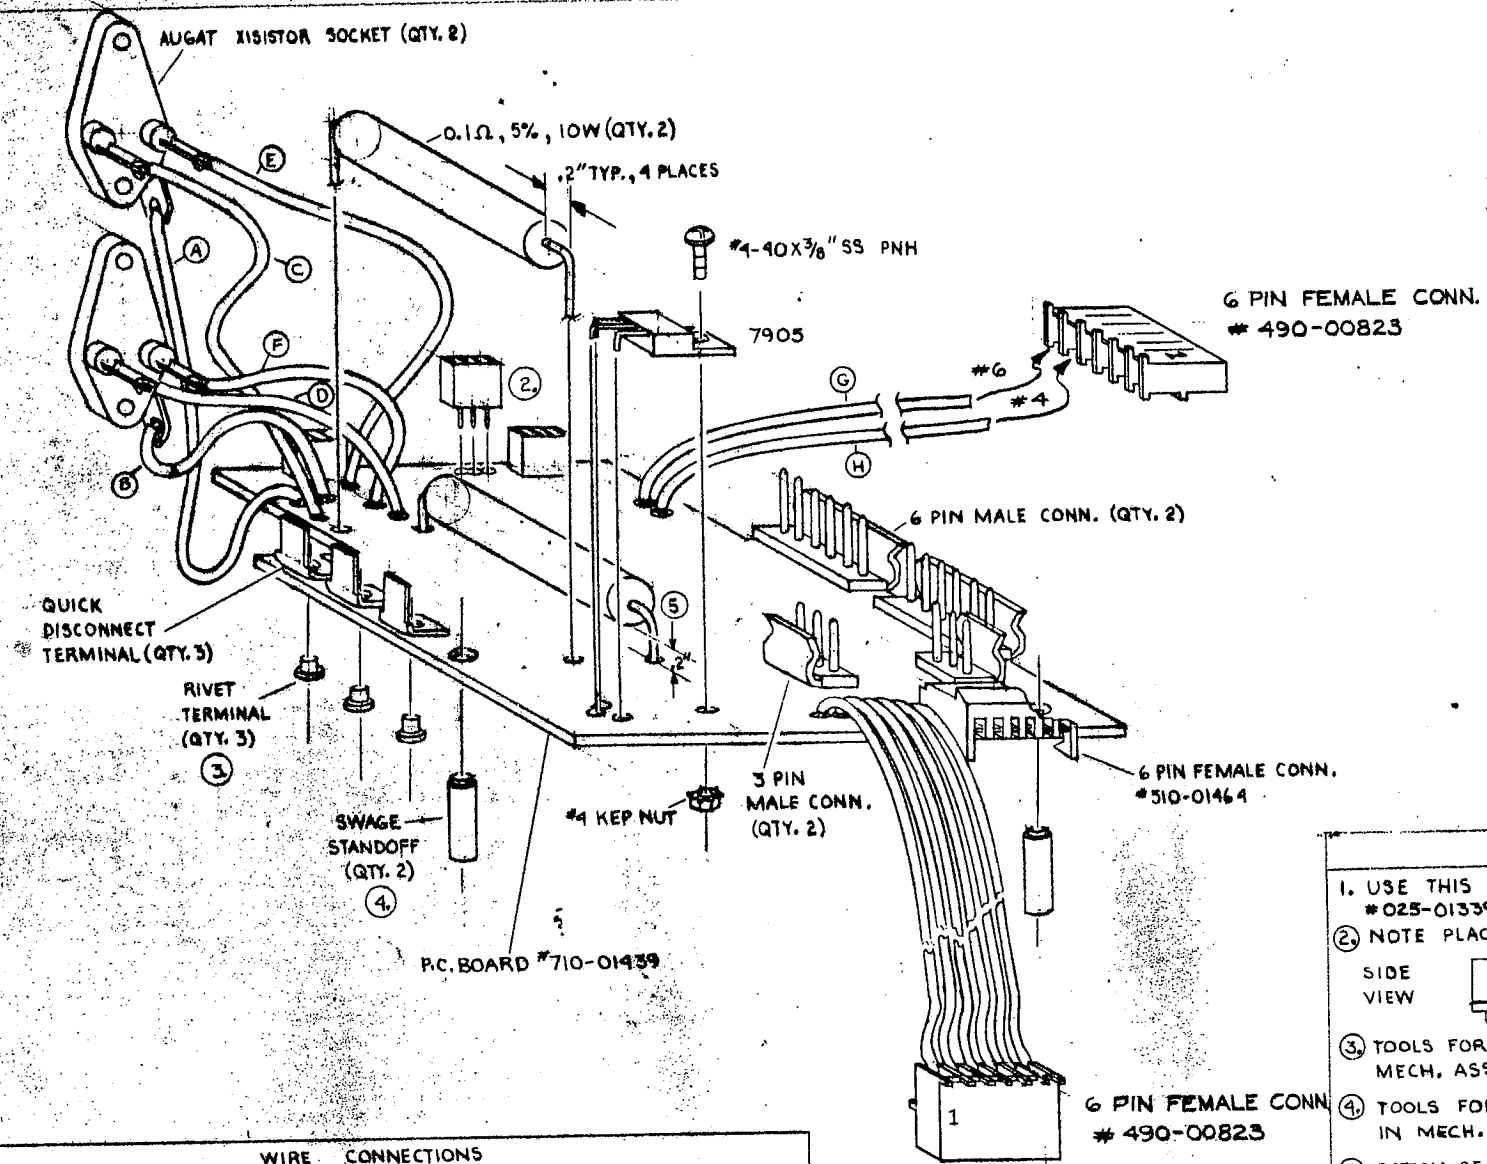 AUGAT XISISTOR SOCKET (QTY. 2)
0.1Ω, 5%, 10W (QTY. 2)
.2" TYP., 4 PLACES
#4-40 X 3/8" SS PNH
7905
6 PIN FEMALE CONN.
# 490-00823
#6
#4
A
B
C
D
E
F
G
H
2.
5
.2"
6 PIN MALE CONN. (QTY. 2)
QUICK
DISCONNECT
TERMINAL (QTY. 3)
RIVET
TERMINAL
(QTY. 3)
3.
SWAGE
STANDOFF
(QTY. 2)
4.
#4 KEP NUT
3 PIN
MALE CONN.
(QTY. 2)
6 PIN FEMALE CONN.
#510-01464
P.C. BOARD #710-01439
1
6 PIN FEMALE CONN
# 490-00823
WIRE CONNECTIONS
1. USE THIS
#025-0133
2. NOTE PLAC
SIDE
VIEW
3. TOOLS FOR
MECH. ASS
4. TOOLS FO
IN MECH.